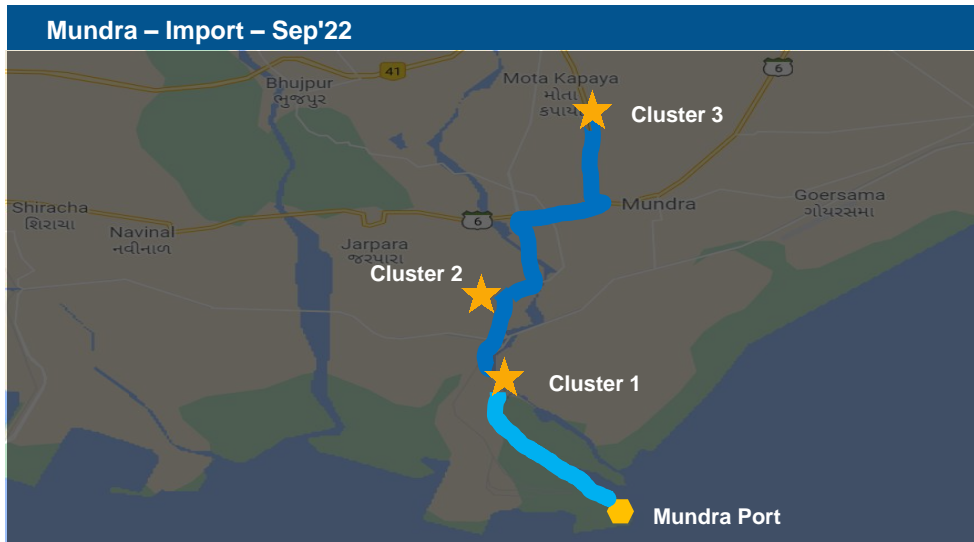 Mundra – Import – Sep'22
41
6
Bhujpur
ભુજપુર
Mota Kapaya
મોટા
કપાયા
Cluster 3
Shiracha
શિરાચા
Navinal
નવીનાળ
6
Mundra
Goersama
ગોયરસમા
Jarpara
જરપારા
Cluster 2
Cluster 1
Mundra Port